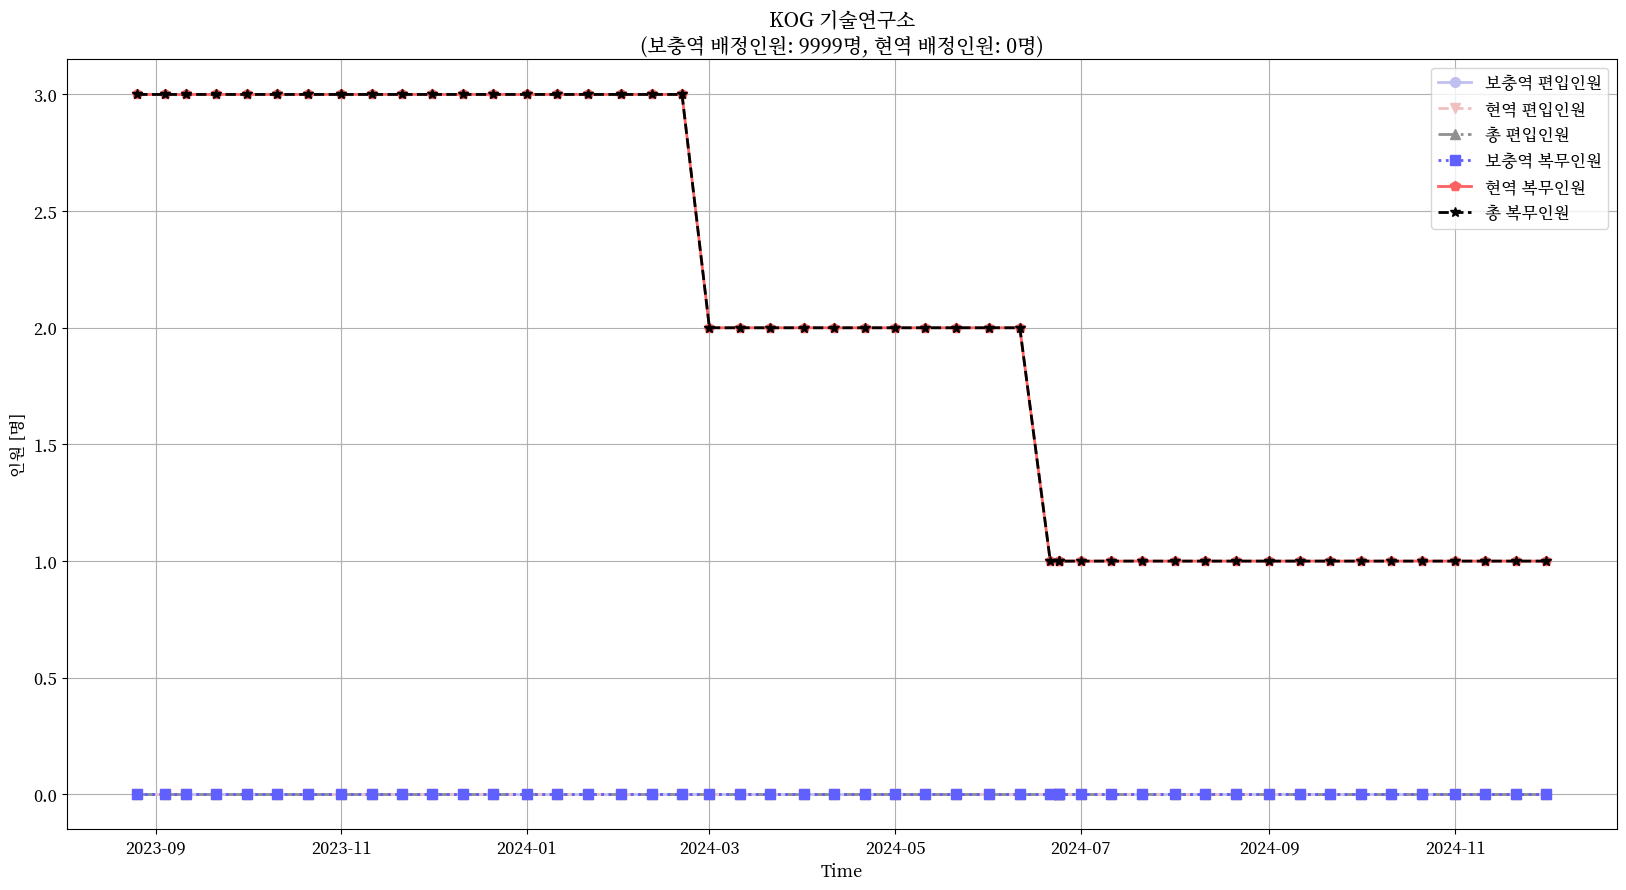 KOG 기술연구소
(보충역 배정인원: 9999명, 현역 배정인원: 0명)
보충역 편입인원
현역 편입인원
총 편입인원
보충역 복무인원
현역 복무인원
총 복무인원
인원 [명]
3.0
2.5
2.0
1.5
1.0
0.5
0.0
2023-09 2023-11 2024-01 2024-03 2024-05 2024-07 2024-09 2024-11
Time